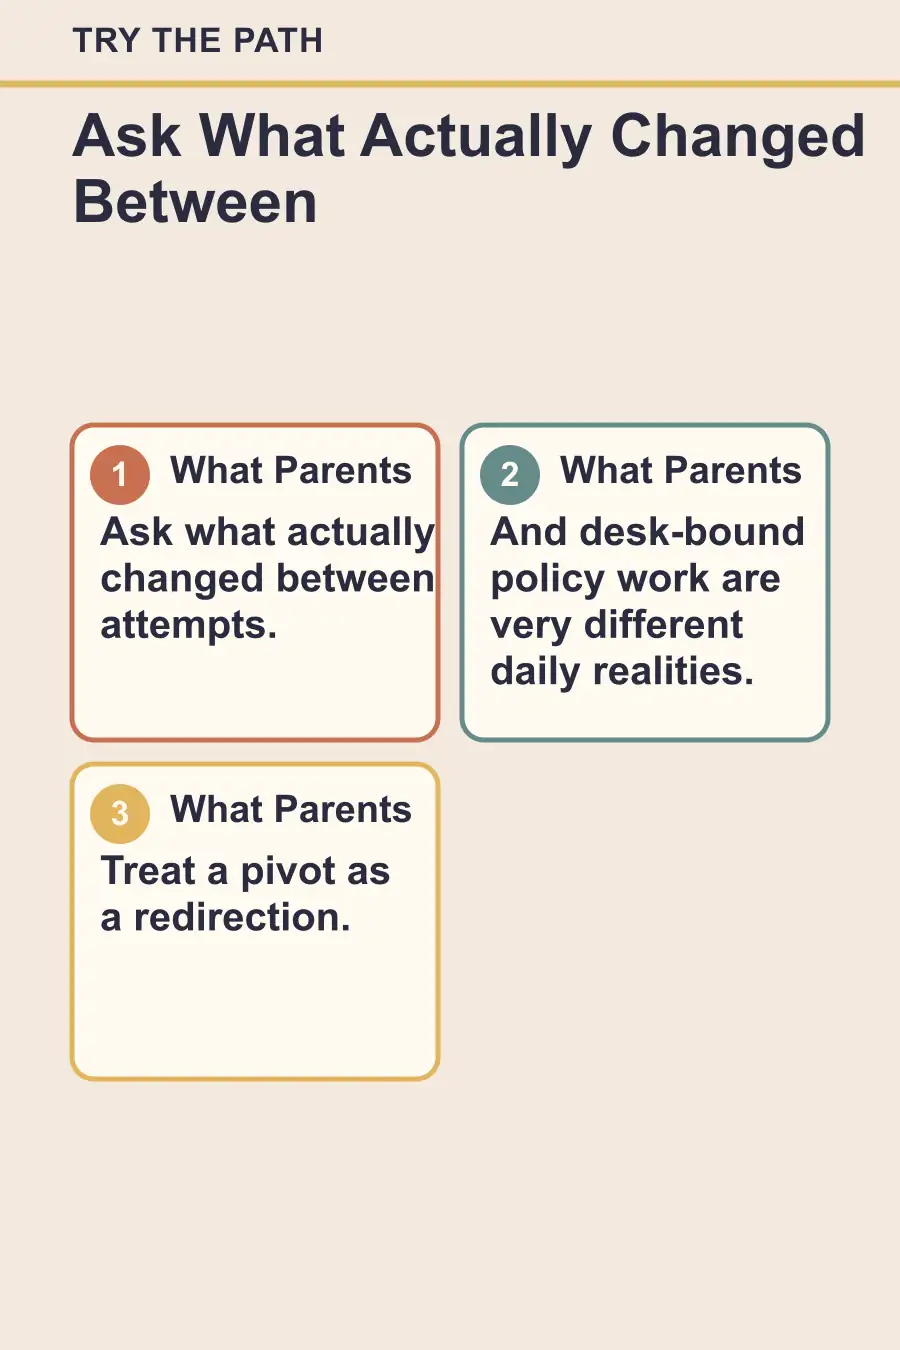 TRY THE PATH
Ask What Actually Changed
Between
1 What Parents
Ask what actually
changed between
attempts.
2 What Parents
And desk-bound
policy work are
very different
daily realities.
3 What Parents
Treat a pivot as
a redirection.